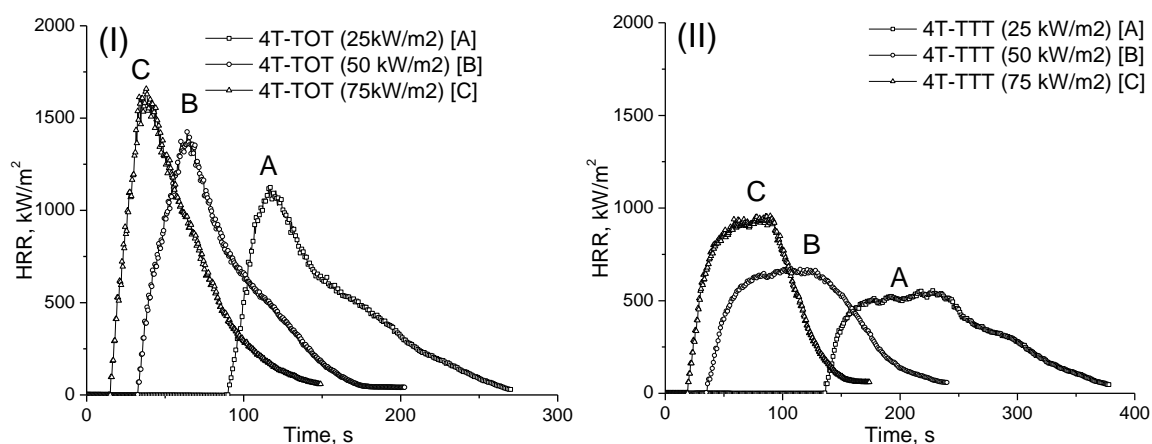 (I)
4T-TOT (25kW/m2) [A]
4T-TOT (50 kW/m2) [B]
4T-TOT (75kW/m2) [C]
C
B
A
HRR, kW/m²
2000
1500
1000
500
0
0 100 200 300
Time, s
(II)
4T-TTT (25 kW/m2) [A]
4T-TTT (50 kW/m2) [B]
4T-TTT (75 kW/m2) [C]
C
B
A
HRR, kW/m²
2000
1500
1000
500
0
0 100 200 300 400
Time, s